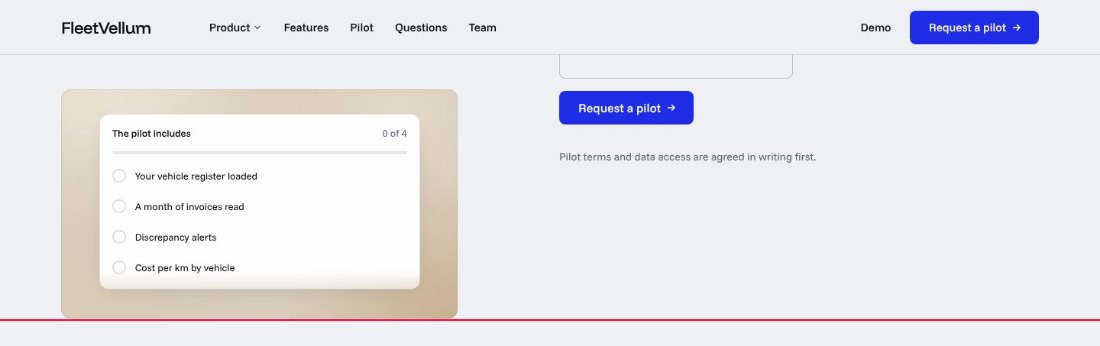 FleetVellum
Product
Features
Pilot
Questions
Team
Demo
Request a pilot →
Request a pilot →
Pilot terms and data access are agreed in writing first.
The pilot includes
0 of 4
Your vehicle register loaded
A month of invoices read
Discrepancy alerts
Cost per km by vehicle